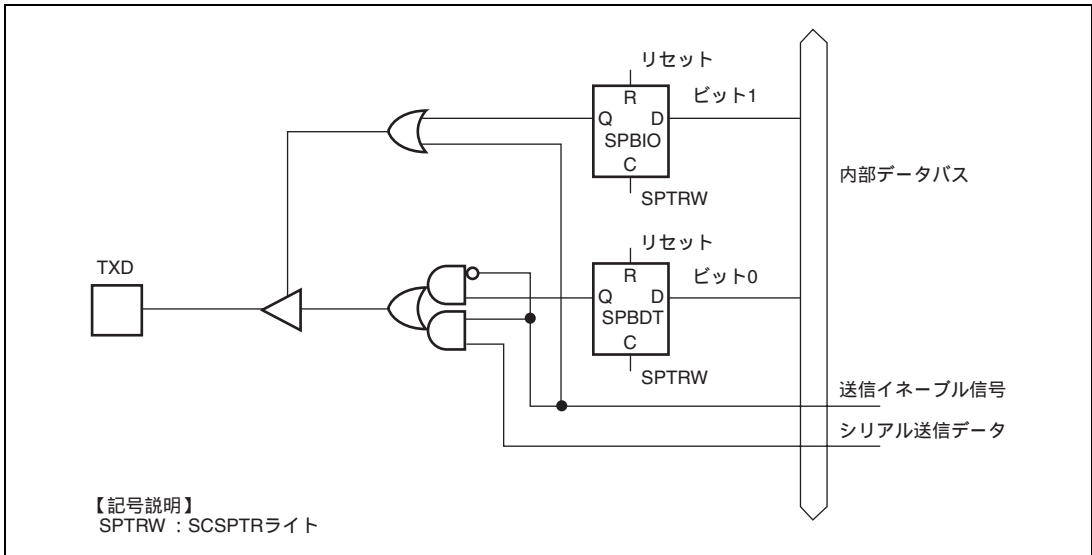 リセット
R
ビット1
Q D
SPBIO
C
SPTRW
内部データバス
リセット
R
ビット0
Q D
SPBDT
C
SPTRW
TXD
送信イネーブル信号
シリアル送信データ
【記号説明】
SPTRW : SCSPTRライト